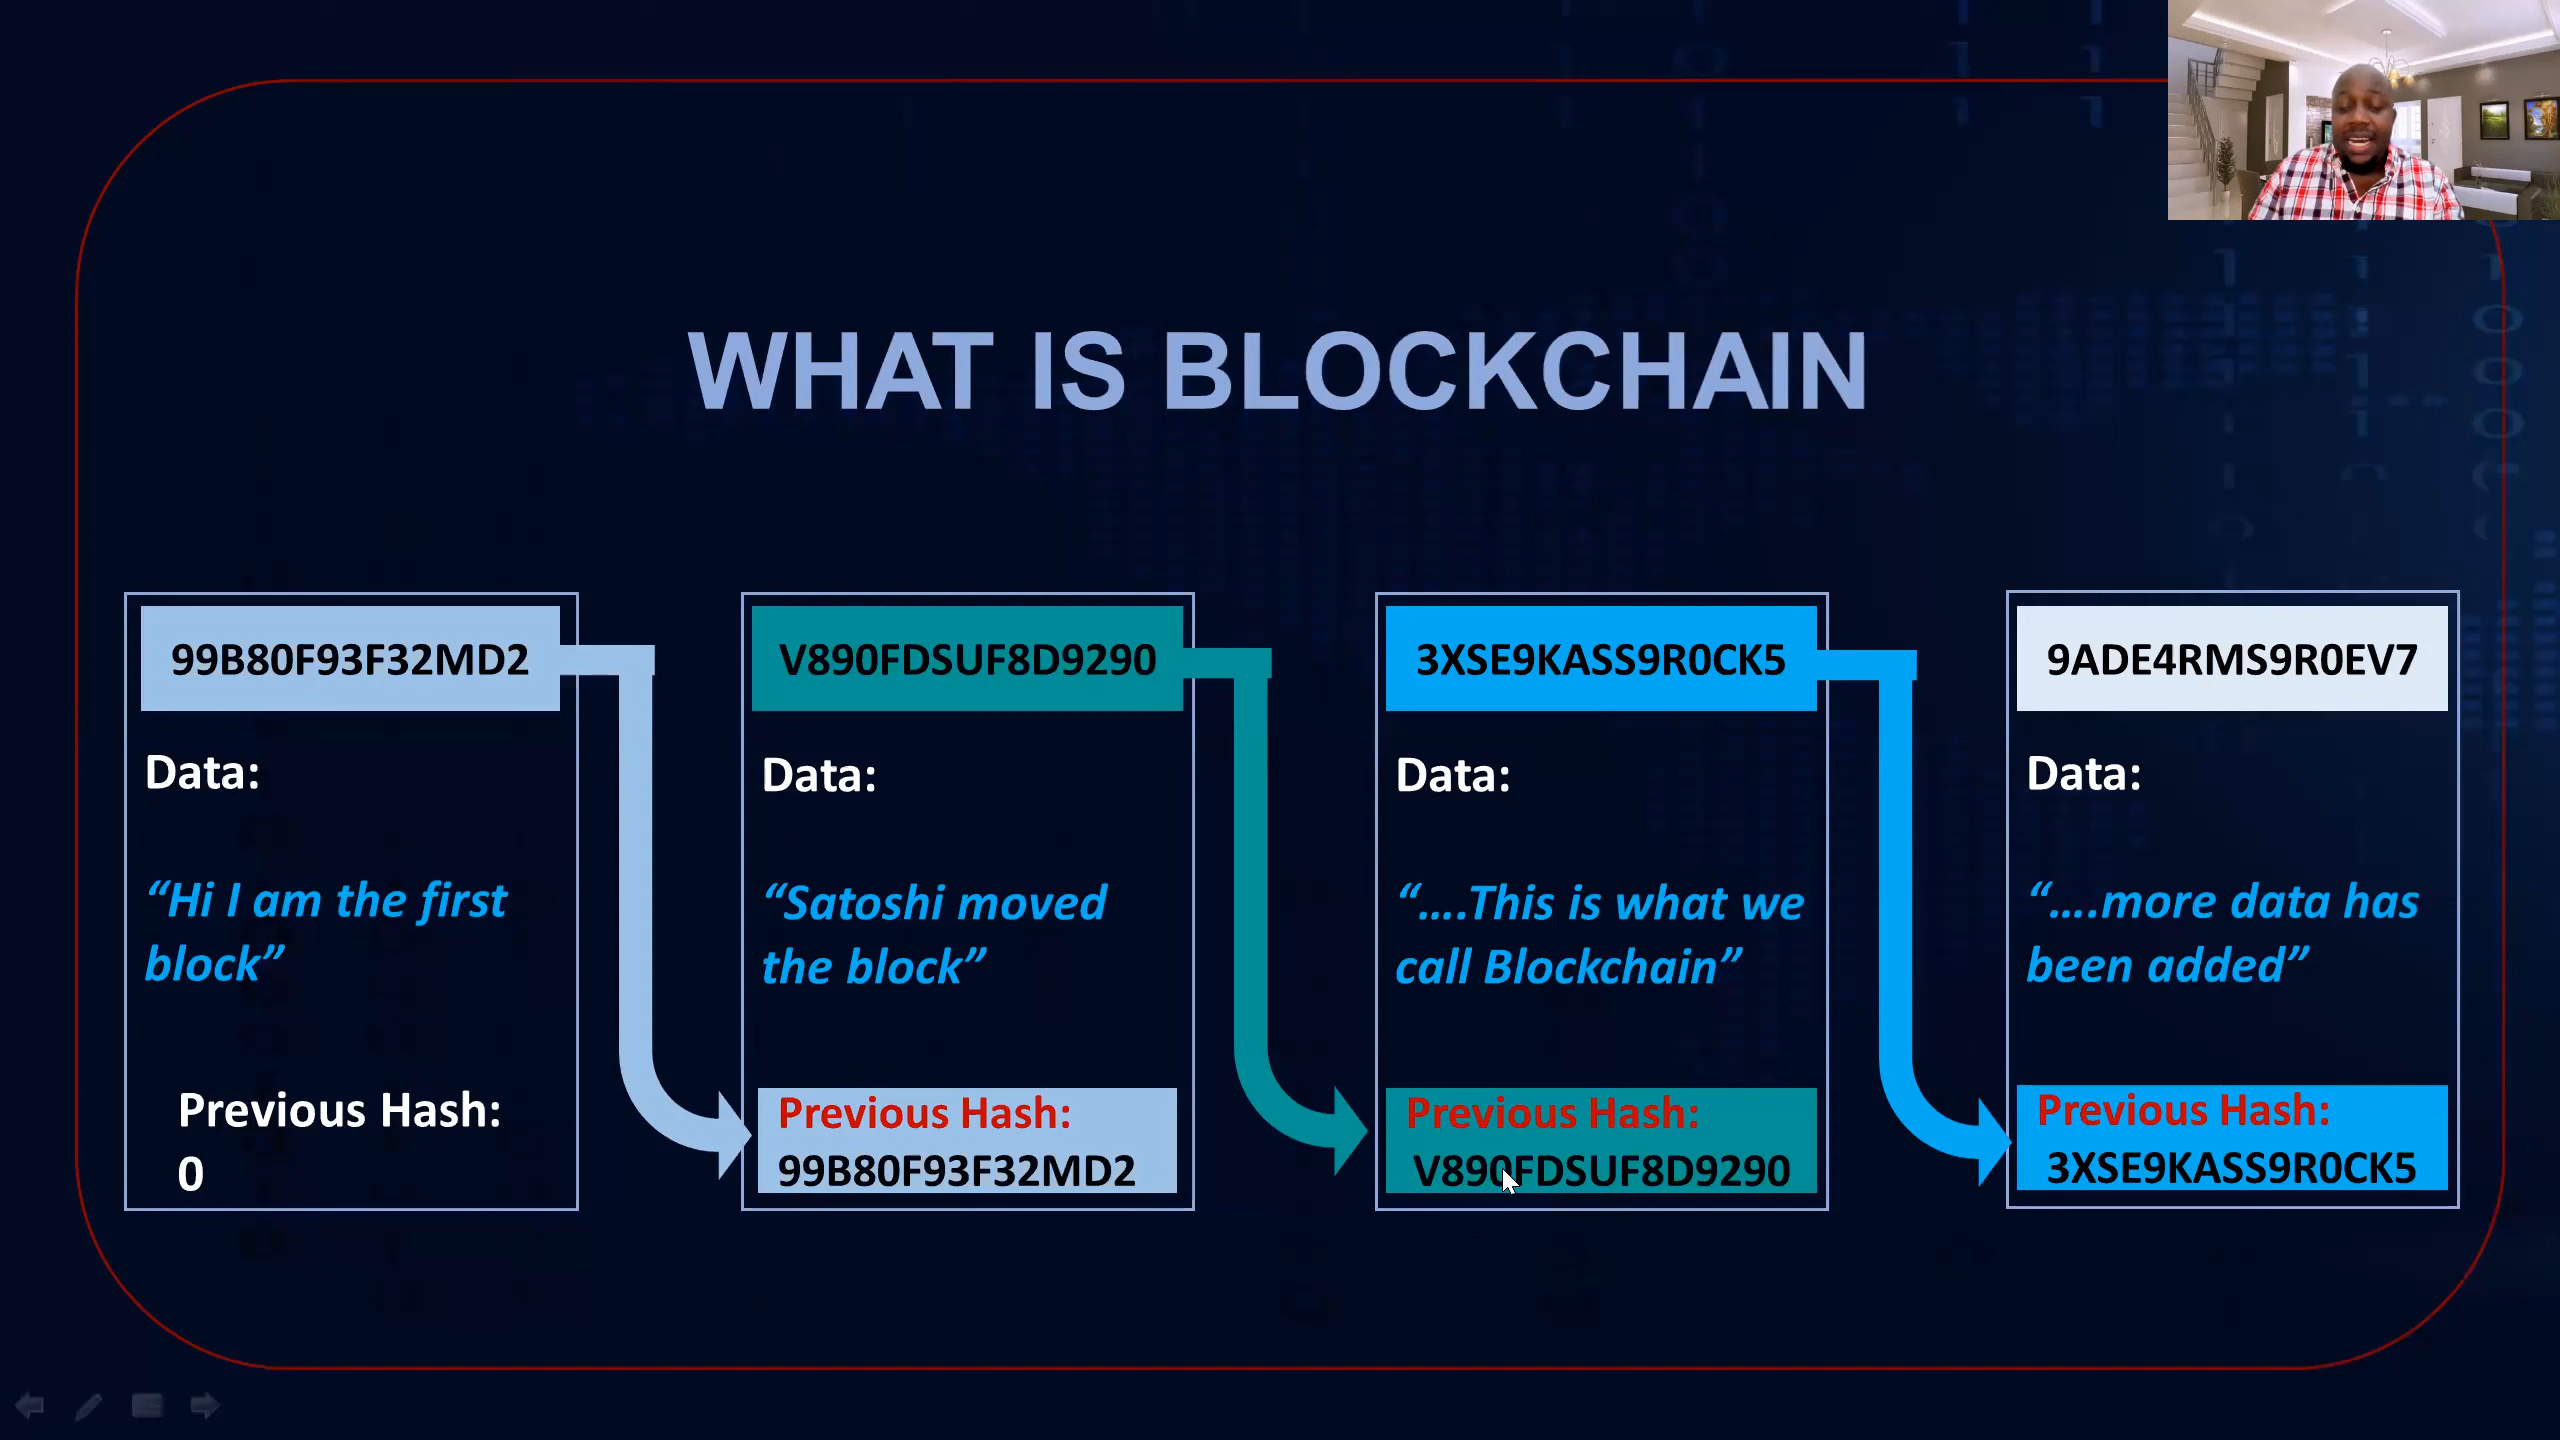 WHAT IS BLOCKCHAIN
99B80F93F32MD2
Data:
“Hi I am the first
block”
Previous Hash:
0
V890FDSUF8D9290
Data:
“Satoshi moved
the block”
Previous Hash:
99B80F93F32MD2
3XSE9KASS9R0CK5
Data:
“....This is what we
call Blockchain”
Previous Hash:
V890FDSUF8D9290
9ADE4RMS9R0EV7
Data:
“....more data has
been added”
Previous Hash:
3XSE9KASS9R0CK5